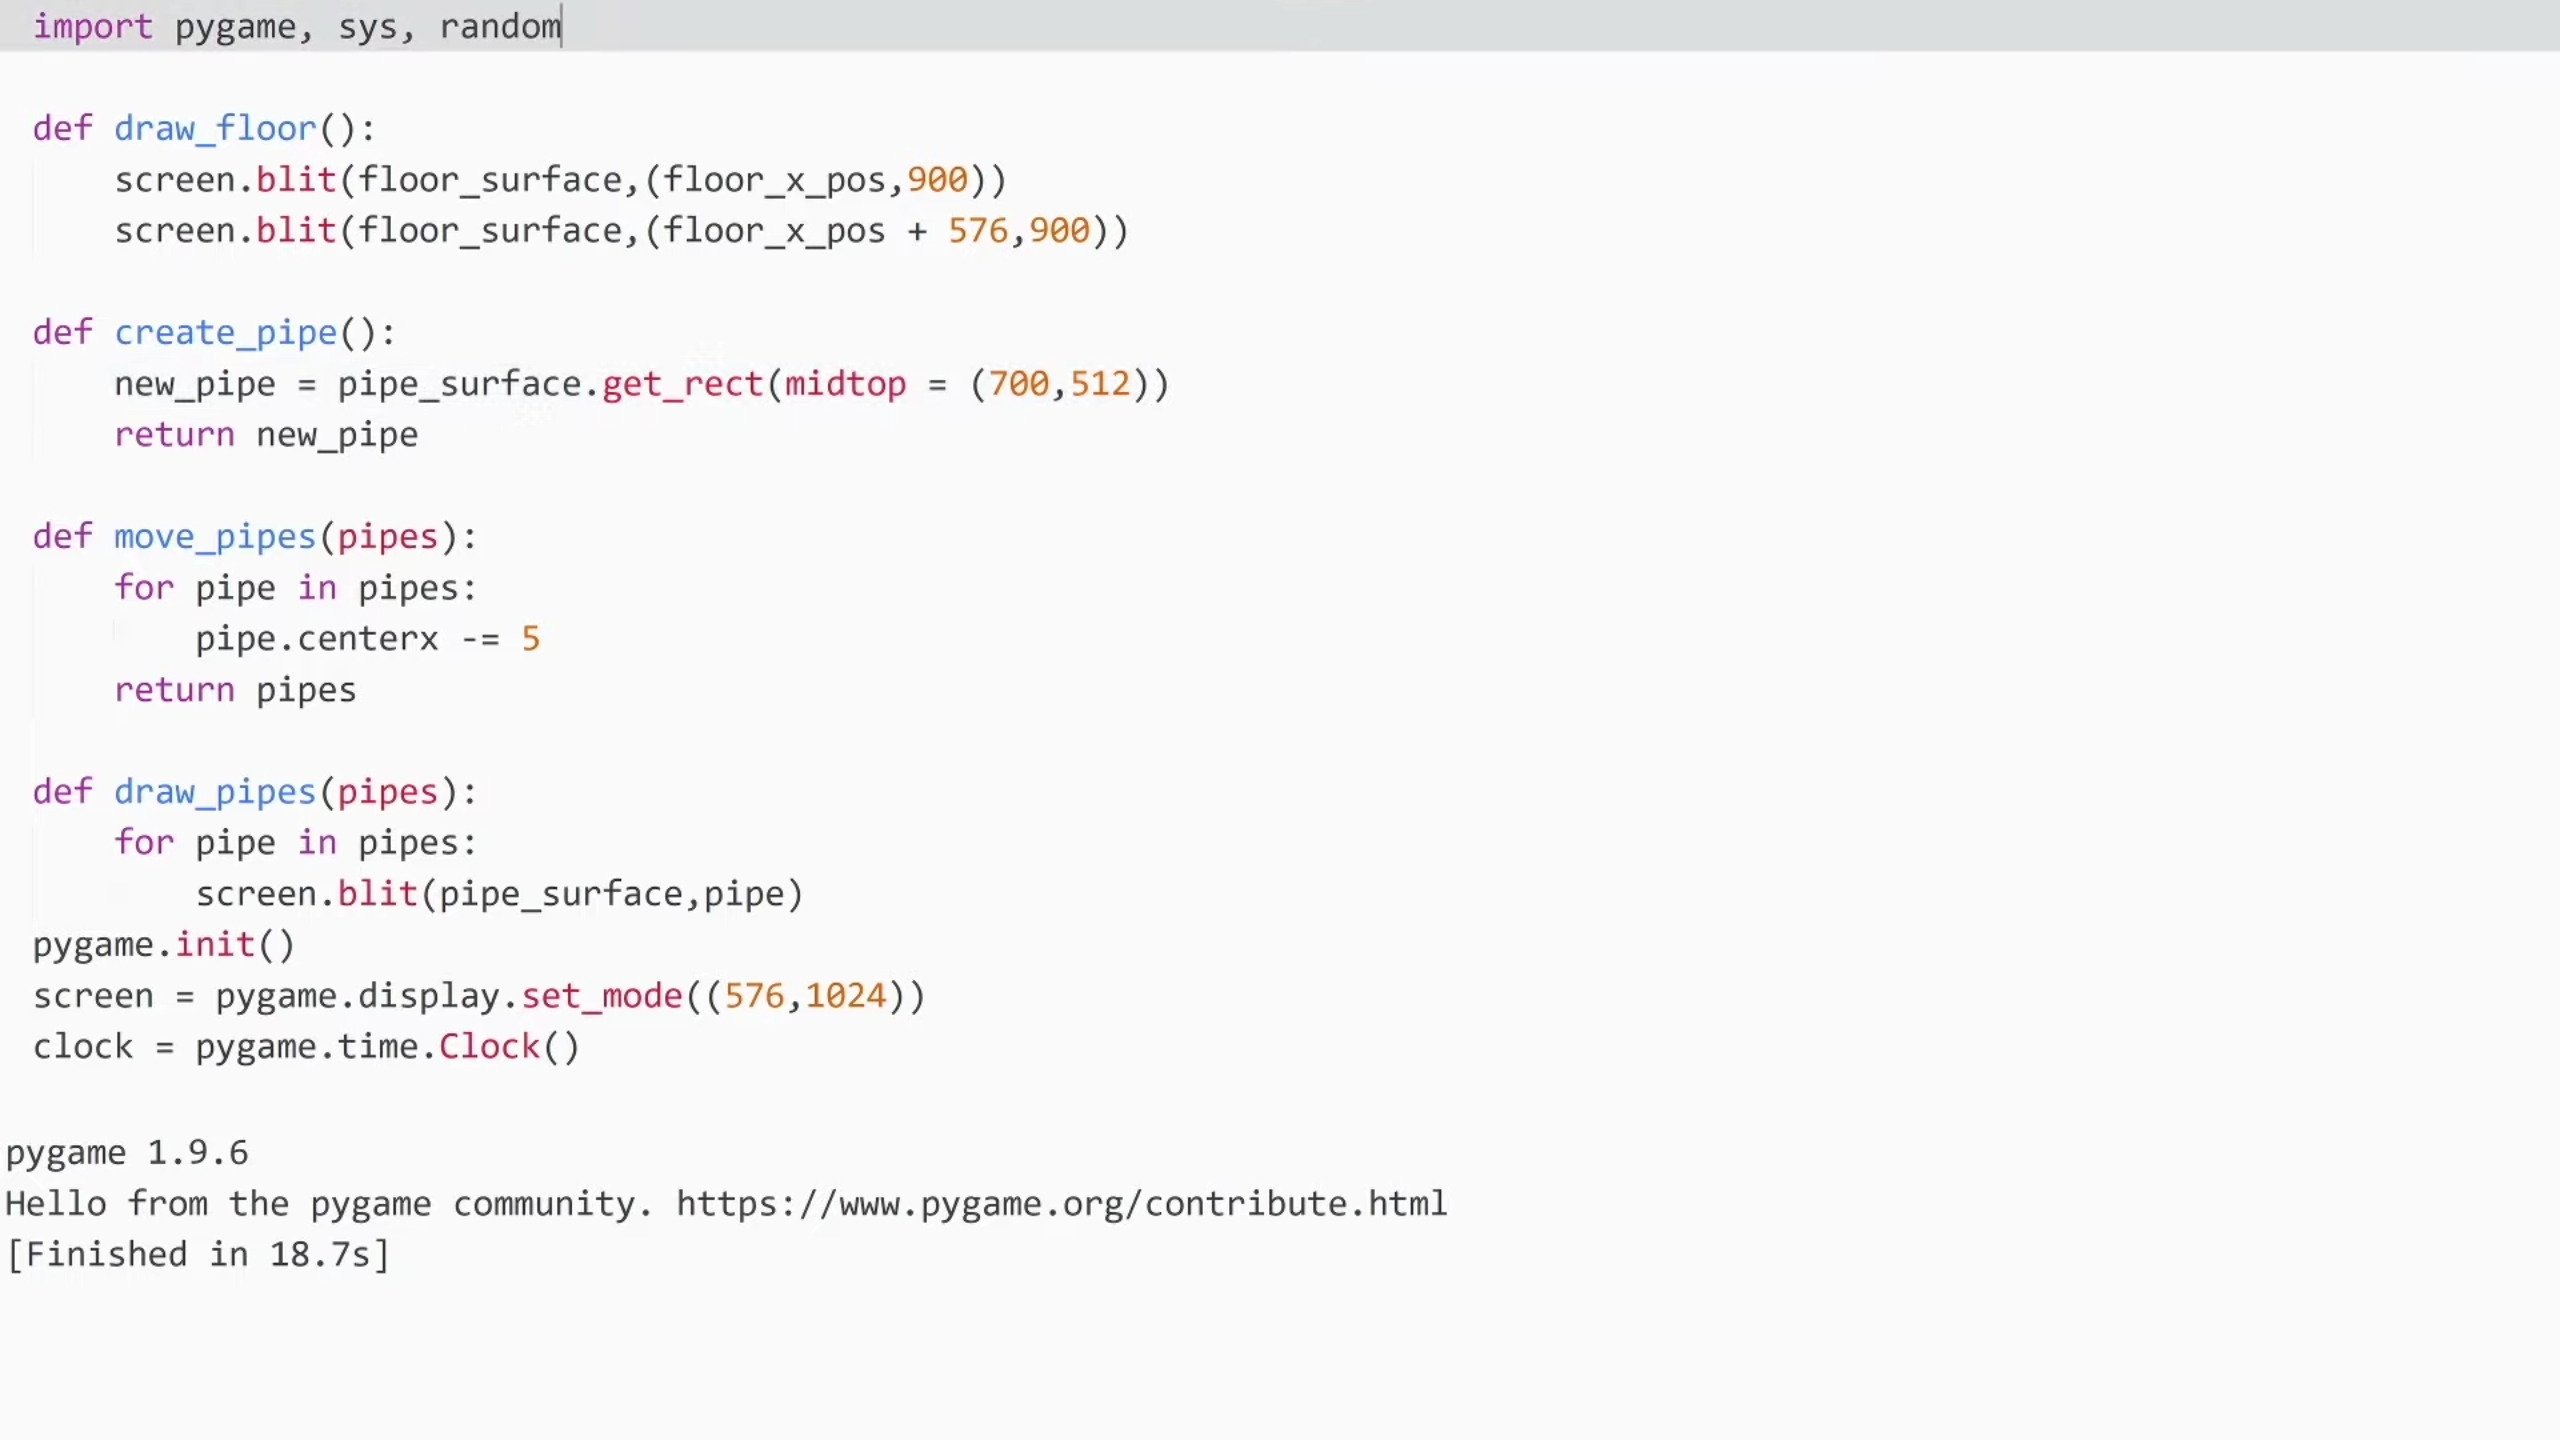 import pygame, sys, random
def draw_floor():
    screen.blit(floor_surface,(floor_x_pos,900))
    screen.blit(floor_surface,(floor_x_pos + 576,900))
def create_pipe():
    new_pipe = pipe_surface.get_rect(midtop = (700,512))
    return new_pipe
def move_pipes(pipes):
    for pipe in pipes:
        pipe.centerx -= 5
    return pipes
def draw_pipes(pipes):
    for pipe in pipes:
        screen.blit(pipe_surface,pipe)
pygame.init()
screen = pygame.display.set_mode((576,1024))
clock = pygame.time.Clock()
pygame 1.9.6
Hello from the pygame community. https://www.pygame.org/contribute.html
[Finished in 18.7s]